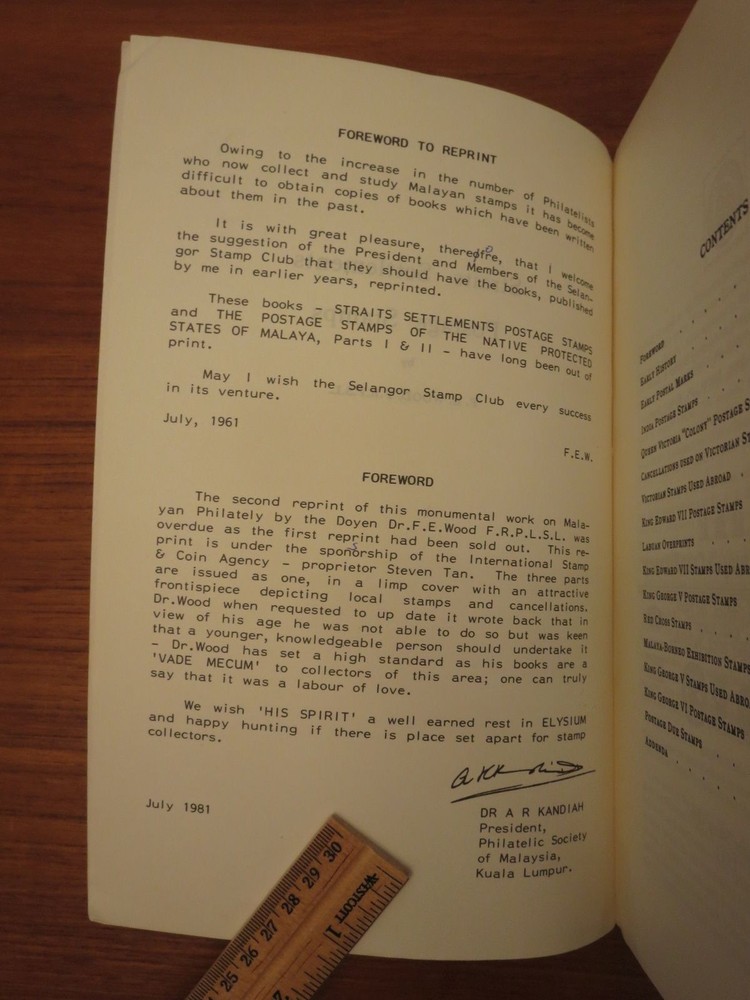 FOREWORD TO REPRINT
Owing to the increase in the number of Philatelists
who now collect and study Malayan stamps it has become
difficult to obtain copies of books which have been written
about them in the past.
It is with great pleasure, therefore, that I welcome
the suggestion of the President and Members of the Selan-
gor Stamp Club that they should have the books, published
by me in earlier years, reprinted.
These books - STRAITS SETTLEMENTS POSTAGE STAMPS
and THE POSTAGE STAMPS OF THE NATIVE PROTECTED
STATES OF MALAYA, Parts I & II - have long been out of
print.
May I wish the Selangor Stamp Club every success
in its venture.
July, 1961
F.E.W.
FOREWORD
The second reprint of this monumental work on Mala-
yan Philately by the Doyen Dr.F.E.Wood F.R.P.L.S.L. was
overdue as the first reprint had been sold out. This re-
print is under the sponsorship of the International Stamp
& Coin Agency - proprietor Steven Tan. The three parts
are issued as one, in a limp cover with an attractive
frontispiece depicting local stamps and cancellations.
Dr.Wood when requested to up date it wrote back that in
view of his age he was not able to do so but was keen
that a younger, knowledgeable person should undertake it
- Dr.Wood has set a high standard as his books are a
'VADE MECUM' to collectors of this area; one can truly
say that it was a labour of love.
We wish 'HIS SPIRIT' a well earned rest in ELYSIUM
and happy hunting if there is place set apart for stamp
collectors.
July 1981
DR A R KANDIAH
President,
Philatelic Society
of Malaysia,
Kuala Lumpur.
CONTENTS
FOREWORD . . .
EARLY HISTORY . .
EARLY POSTAL MARKS .
INDIA POSTAGE STAMPS .
QUEEN VICTORIA "COLONY" POSTAGE S
CANCELLATIONS USED ON VICTORIAN ST
VICTORIAN STAMPS USED ABROAD .
KING EDWARD VII POSTAGE STAMPS
LABUAN OVERPRINTS . .
KING EDWARD VII STAMPS USED ABR
KING GEORGE V POSTAGE STAMPS
RED CROSS STAMPS . . .
MALAYA-BORNEO EXHIBITION STAMPS
KING GEORGE V STAMPS USED ABRO
KING GEORGE VI POSTAGE STAMPS
POSTAGE DUE STAMPS . .
ADDENDA . . .
WESTCOTT
25 26 27 28 29 30
1